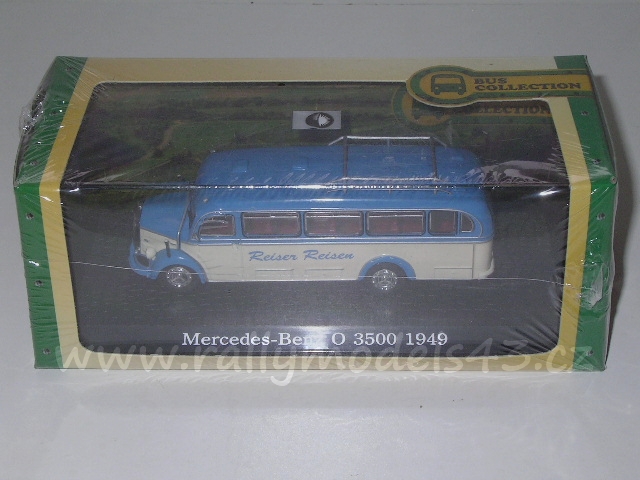 BUS
COLLECTION
Reiser Reisen
Mercedes-Benz O 3500 1949
www.rallymodels43.cz